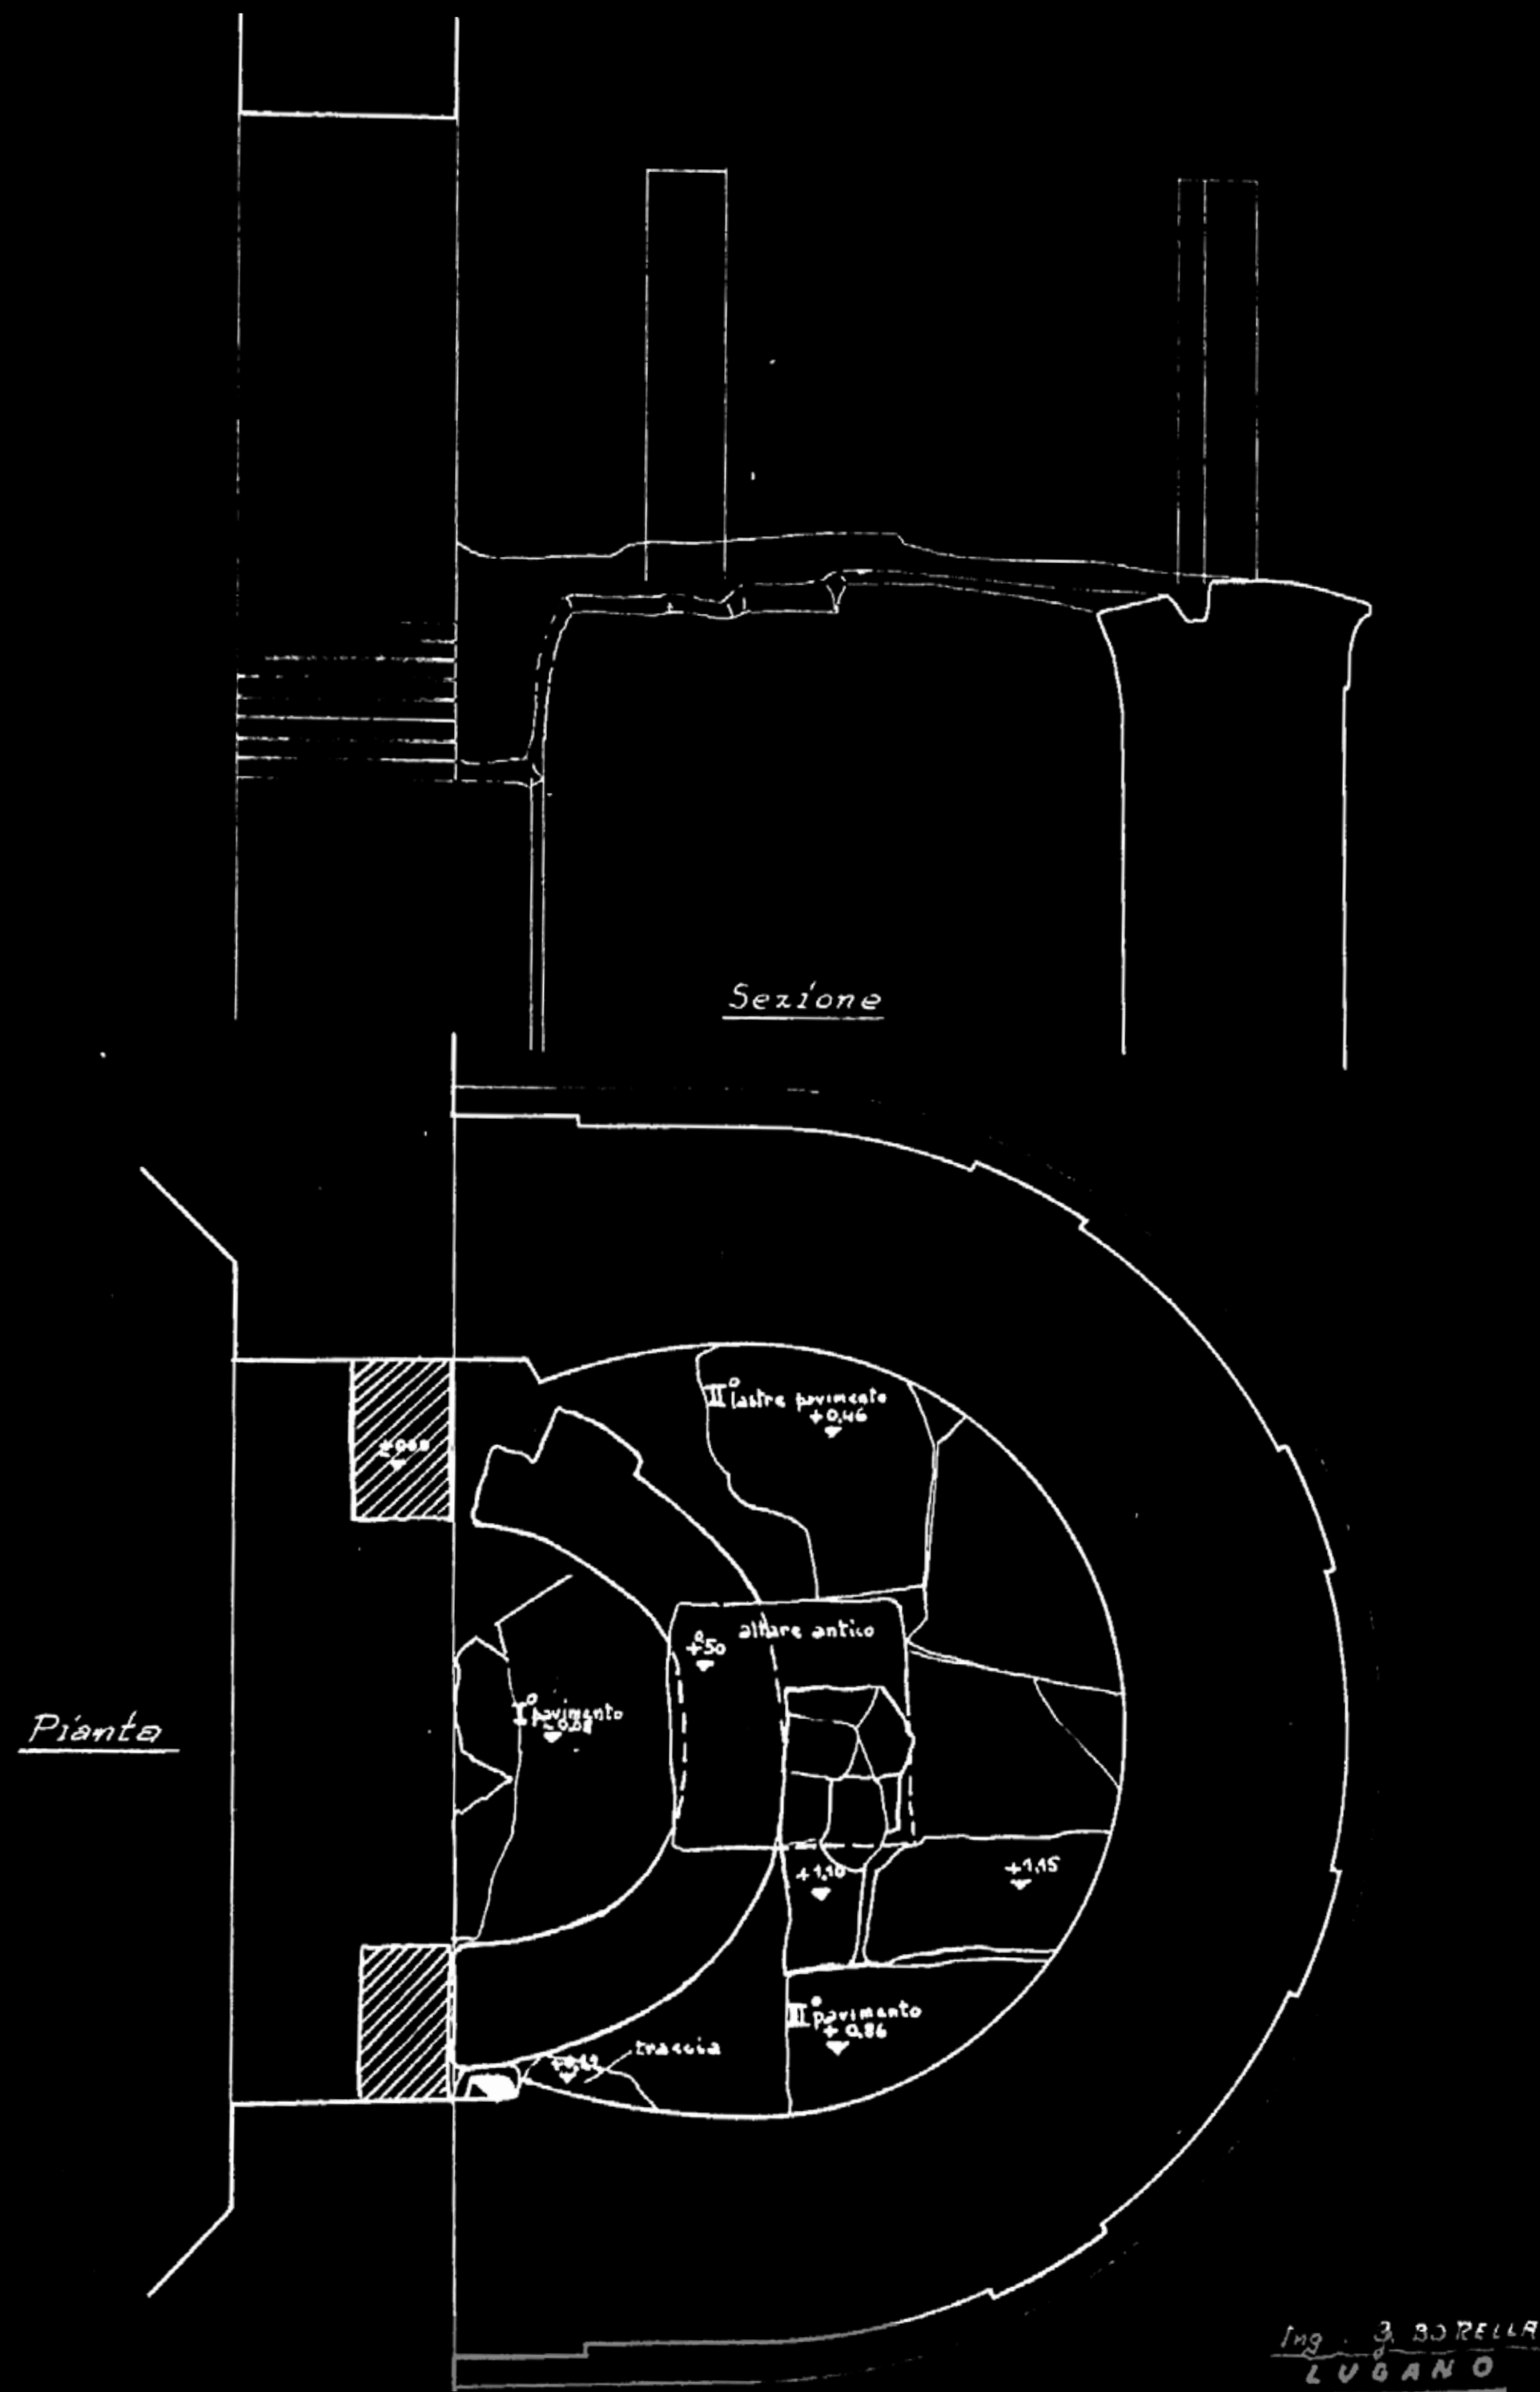 Sezione
II° lastre pavimento
+0,46
altare antico
+0,50
I° pavimento
Pianta
+1,10
+1,15
II° pavimento
+ 0,86
traccia
Ing. G. BORELLA
LUGANO